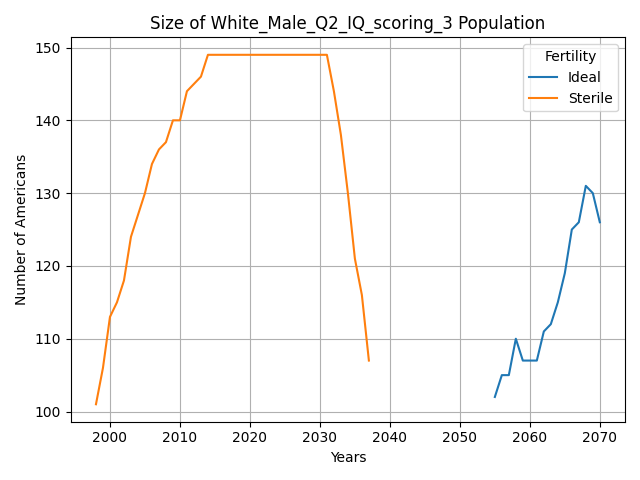 Size of White_Male_Q2_IQ_scoring_3 Population
Fertility
Ideal
Sterile
Number of Americans
150
140
130
120
110
100
2000 2010 2020 2030 2040 2050 2060 2070
Years